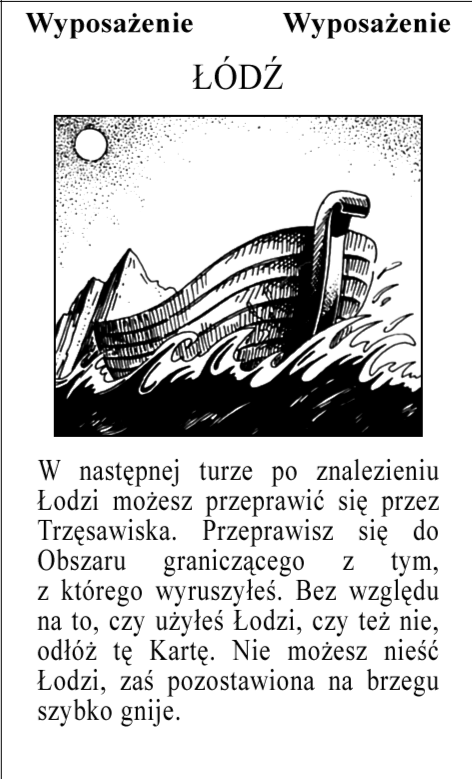 Wyposażenie Wyposażenie
ŁÓDŹ
W następnej turze po znalezieniu
Łodzi możesz przeprawić się przez
Trzęsawiska. Przeprawisz się do
Obszaru graniczącego z tym,
z którego wyruszyłeś. Bez względu
na to, czy użyłeś Łodzi, czy też nie,
odłóż tę Kartę. Nie możesz nieść
Łodzi, zaś pozostawiona na brzegu
szybko gnije.